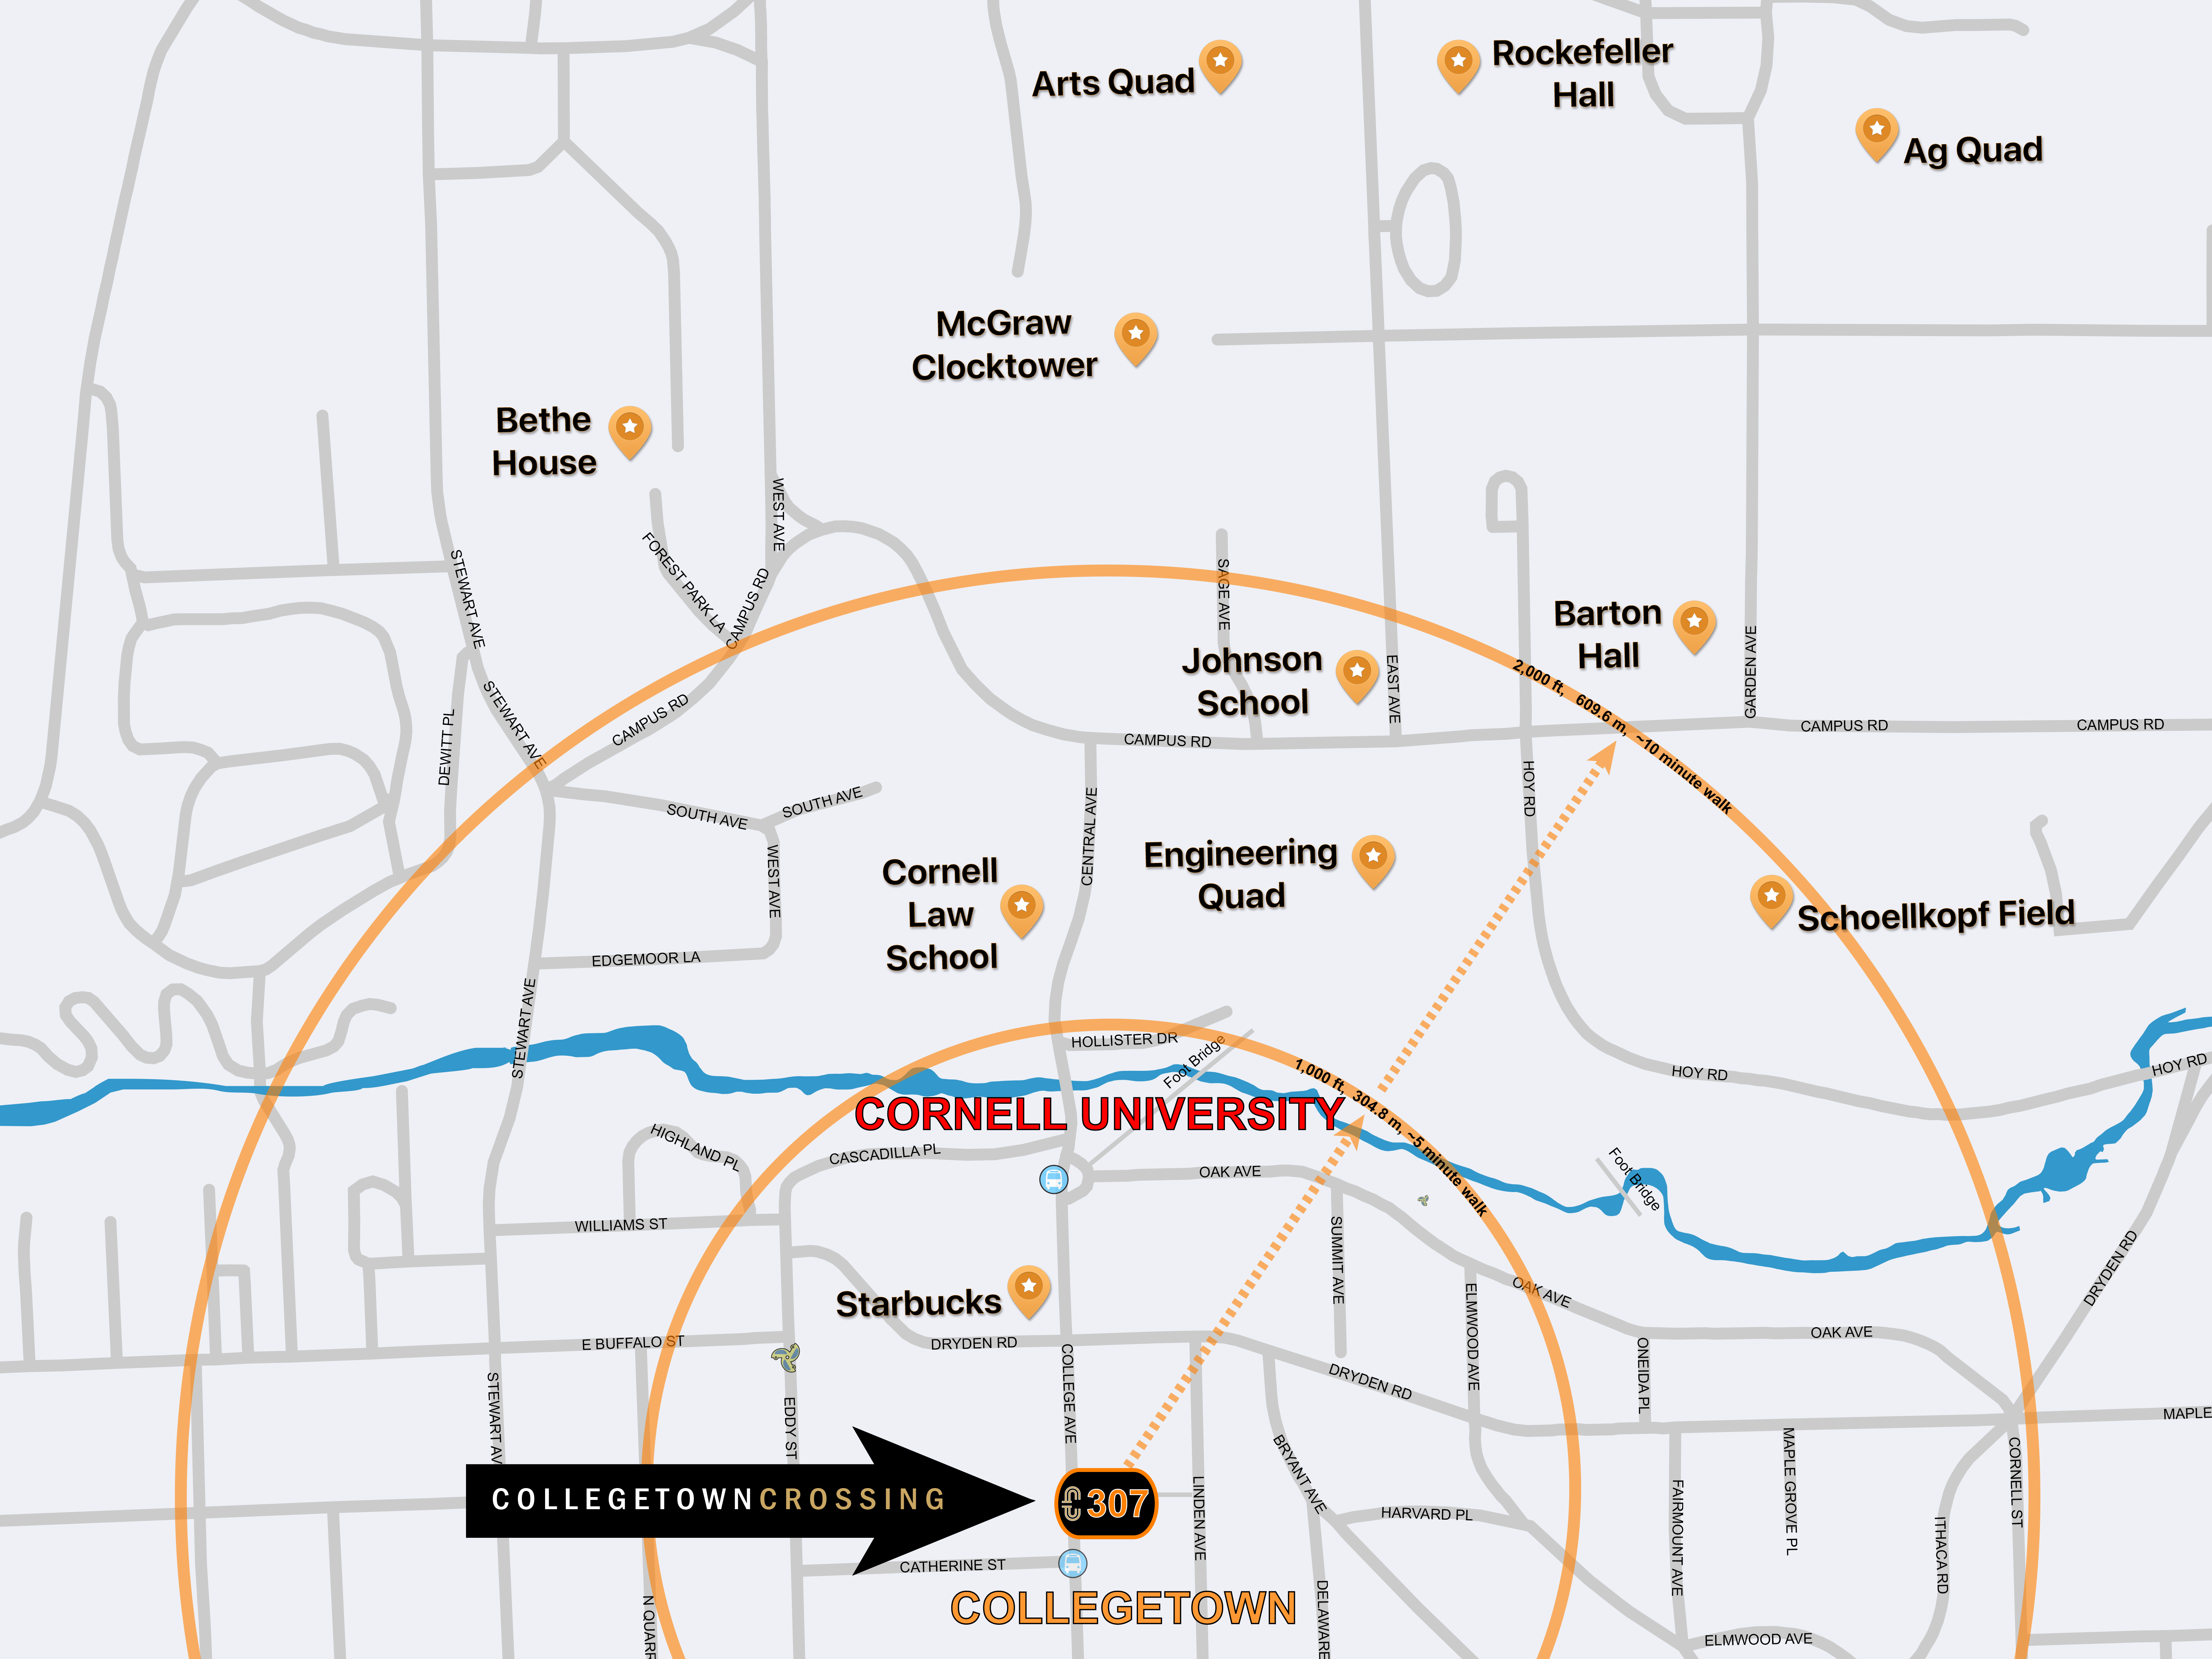 Arts Quad
Rockefeller
Hall
Ag Quad
McGraw
Clocktower
Bethe
House
WEST AVE
FOREST PARK LA
CAMPUS RD
STEWART AVE
SAGE AVE
Barton
Hall
Johnson
School
EAST AVE
GARDEN AVE
2,000 ft, 609.6 m, ~10 minute walk
STEWART AVE
DEWITT PL
CAMPUS RD
CAMPUS RD
CAMPUS RD
CAMPUS RD
HOY RD
SOUTH AVE
SOUTH AVE
CENTRAL AVE
WEST AVE
Engineering
Quad
Cornell
Law
School
Schoellkopf Field
EDGEMOOR LA
STEWART AVE
HOLLISTER DR
Foot Bridge
1,000 ft, 304.8 m, ~5 minute walk
HOY RD
HOY RD
CORNELL UNIVERSITY
HIGHLAND PL
CASCADILLA PL
OAK AVE
Foot Bridge
WILLIAMS ST
SUMMIT AVE
DRYDEN RD
Starbucks
OAK AVE
ELMWOOD AVE
E BUFFALO ST
DRYDEN RD
OAK AVE
ONEIDA PL
COLLEGE AVE
DRYDEN RD
STEWART AV
EDDY ST
MAPLE
BRYANT AVE
MAPLE GROVE PL
CORNELL ST
COLLEGETOWNCROSSING
307
LINDEN AVE
HARVARD PL
FAIRMOUNT AVE
ITHACA RD
CATHERINE ST
COLLEGETOWN
N QUARR
DELAWARE
ELMWOOD AVE